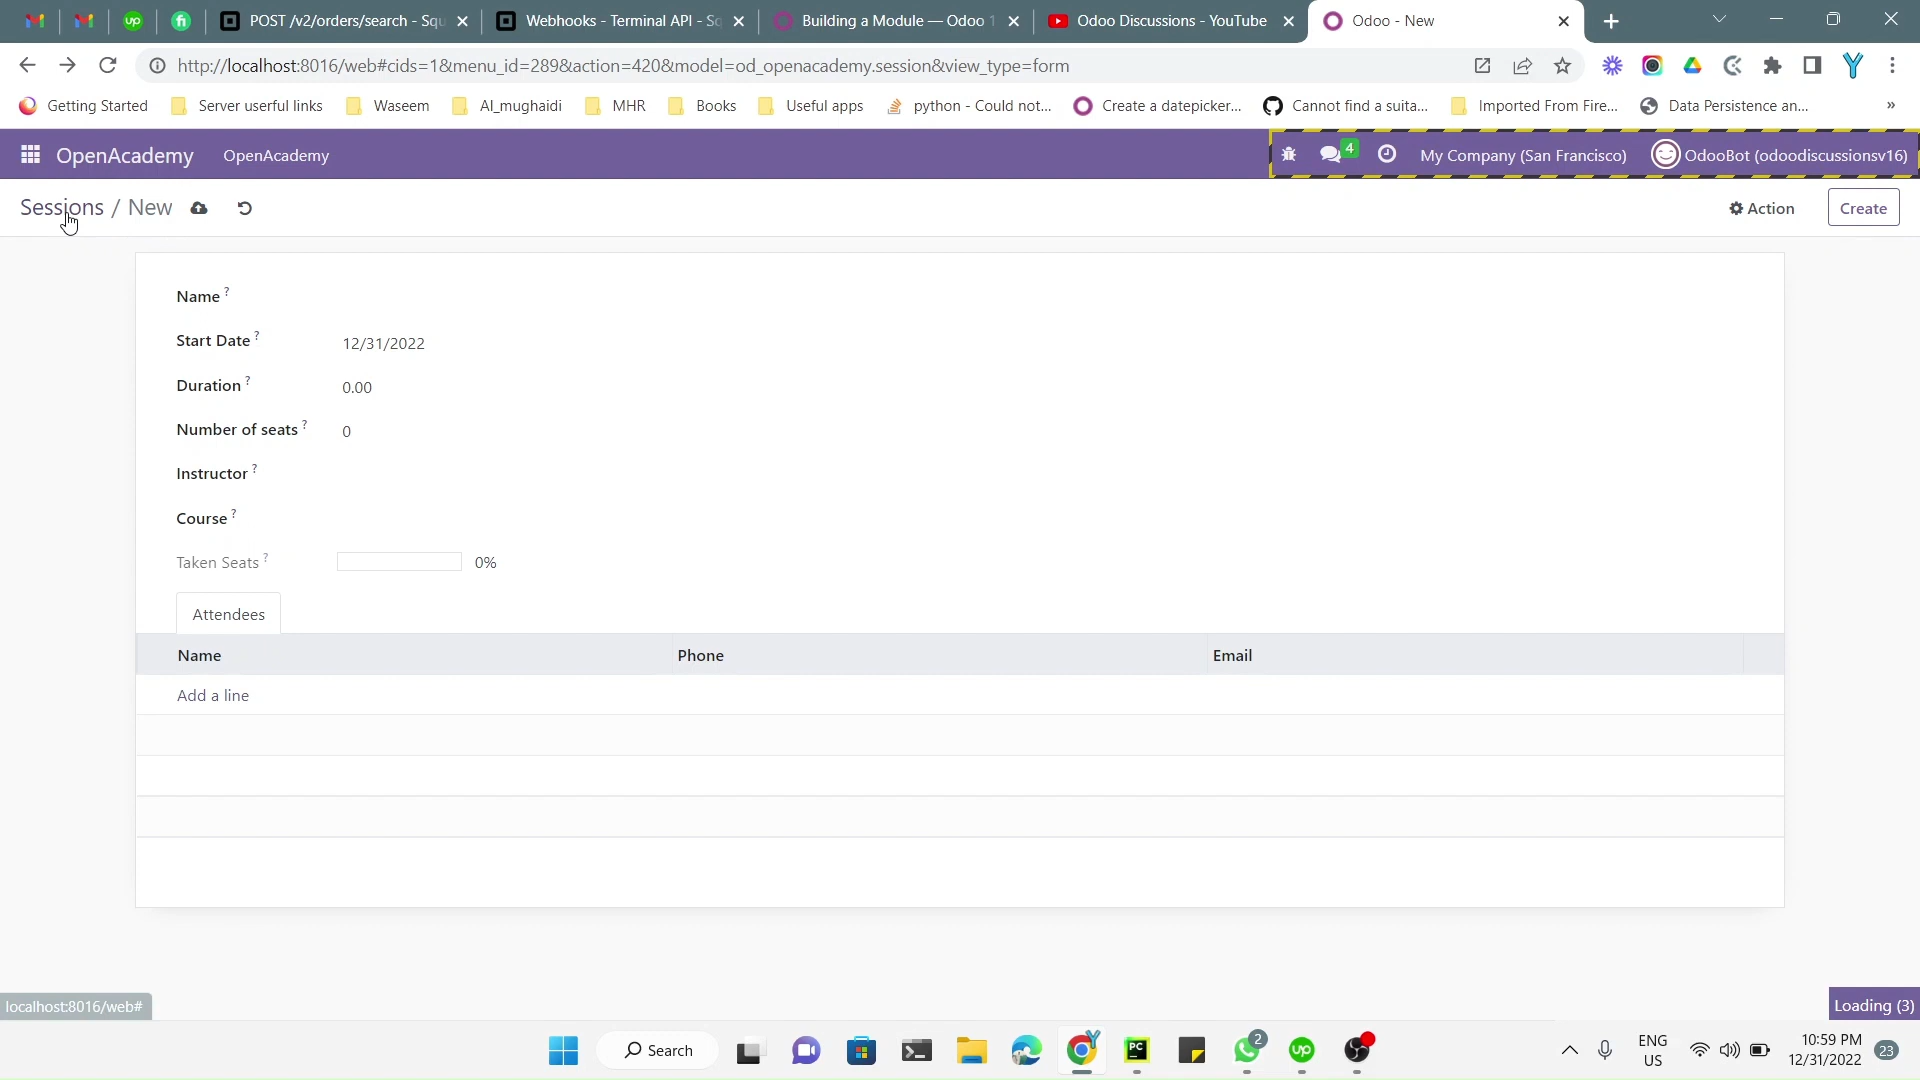 POST /v2/orders/search - Squ
Webhooks - Terminal API - Sq
Building a Module — Odoo 1
Odoo Discussions - YouTube
Odoo - New
http://localhost:8016/web#cids=1&menu_id=289&action=420&model=od_openacademy.session&view_type=form
Getting Started
Server useful links
Waseem
Al_mughaidi
MHR
Books
Useful apps
python - Could not...
Create a datepicker...
Cannot find a suita...
Imported From Fire...
Data Persistence an...
»
OpenAcademy
OpenAcademy
4
My Company (San Francisco)
OdooBot (odoodiscussionsv16)
Sessions / New
Action
Create
Name ?
Start Date ? 12/31/2022
Duration ? 0.00
Number of seats ? 0
Instructor ?
Course ?
Taken Seats ? 0%
Attendees
Name Phone Email
Add a line
localhost:8016/web#
Loading (3)
Search
PC
2
up
ENG
US
10:59 PM
12/31/2022
23